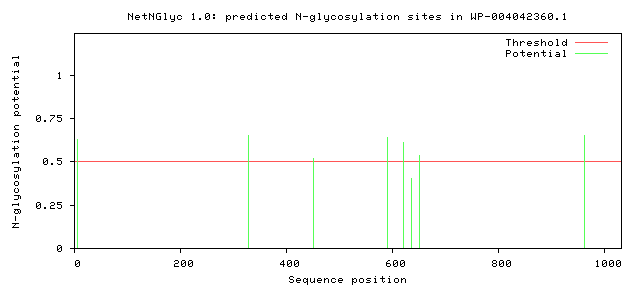 NetNGlyc 1.0: predicted N-glycosylation sites in WP-004042360.1
Threshold
Potential
N-glycosylation potential
1
0.75
0.5
0.25
0
0 200 400 600 800 1000
Sequence position